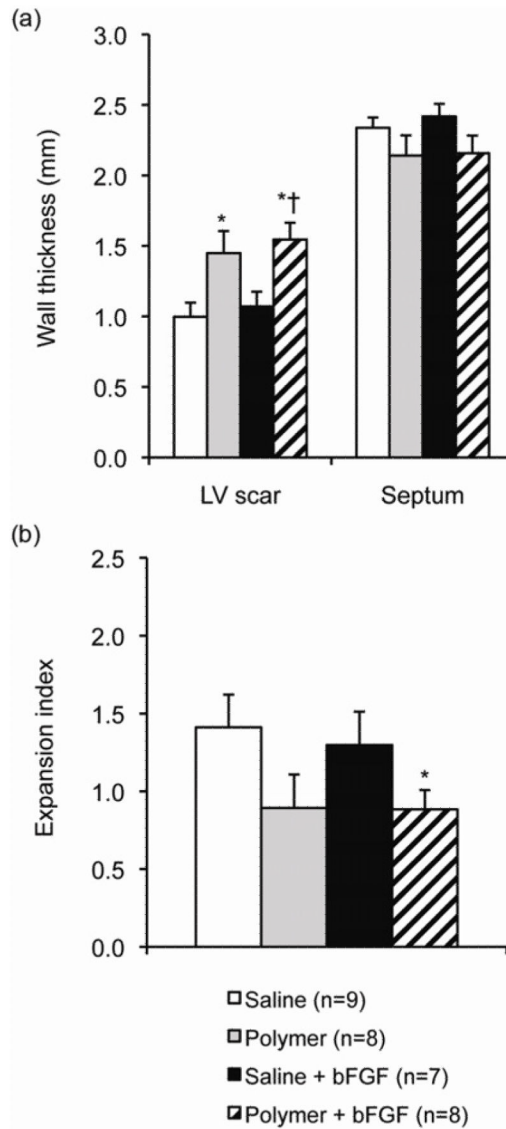 (a)
Wall thickness (mm)
3.0
2.5
2.0
1.5
1.0
0.5
0.0
*
*†
LV scar Septum
(b)
Expansion index
2.5
2.0
1.5
1.0
0.5
0.0
*
Saline (n=9)
Polymer (n=8)
Saline + bFGF (n=7)
Polymer + bFGF (n=8)